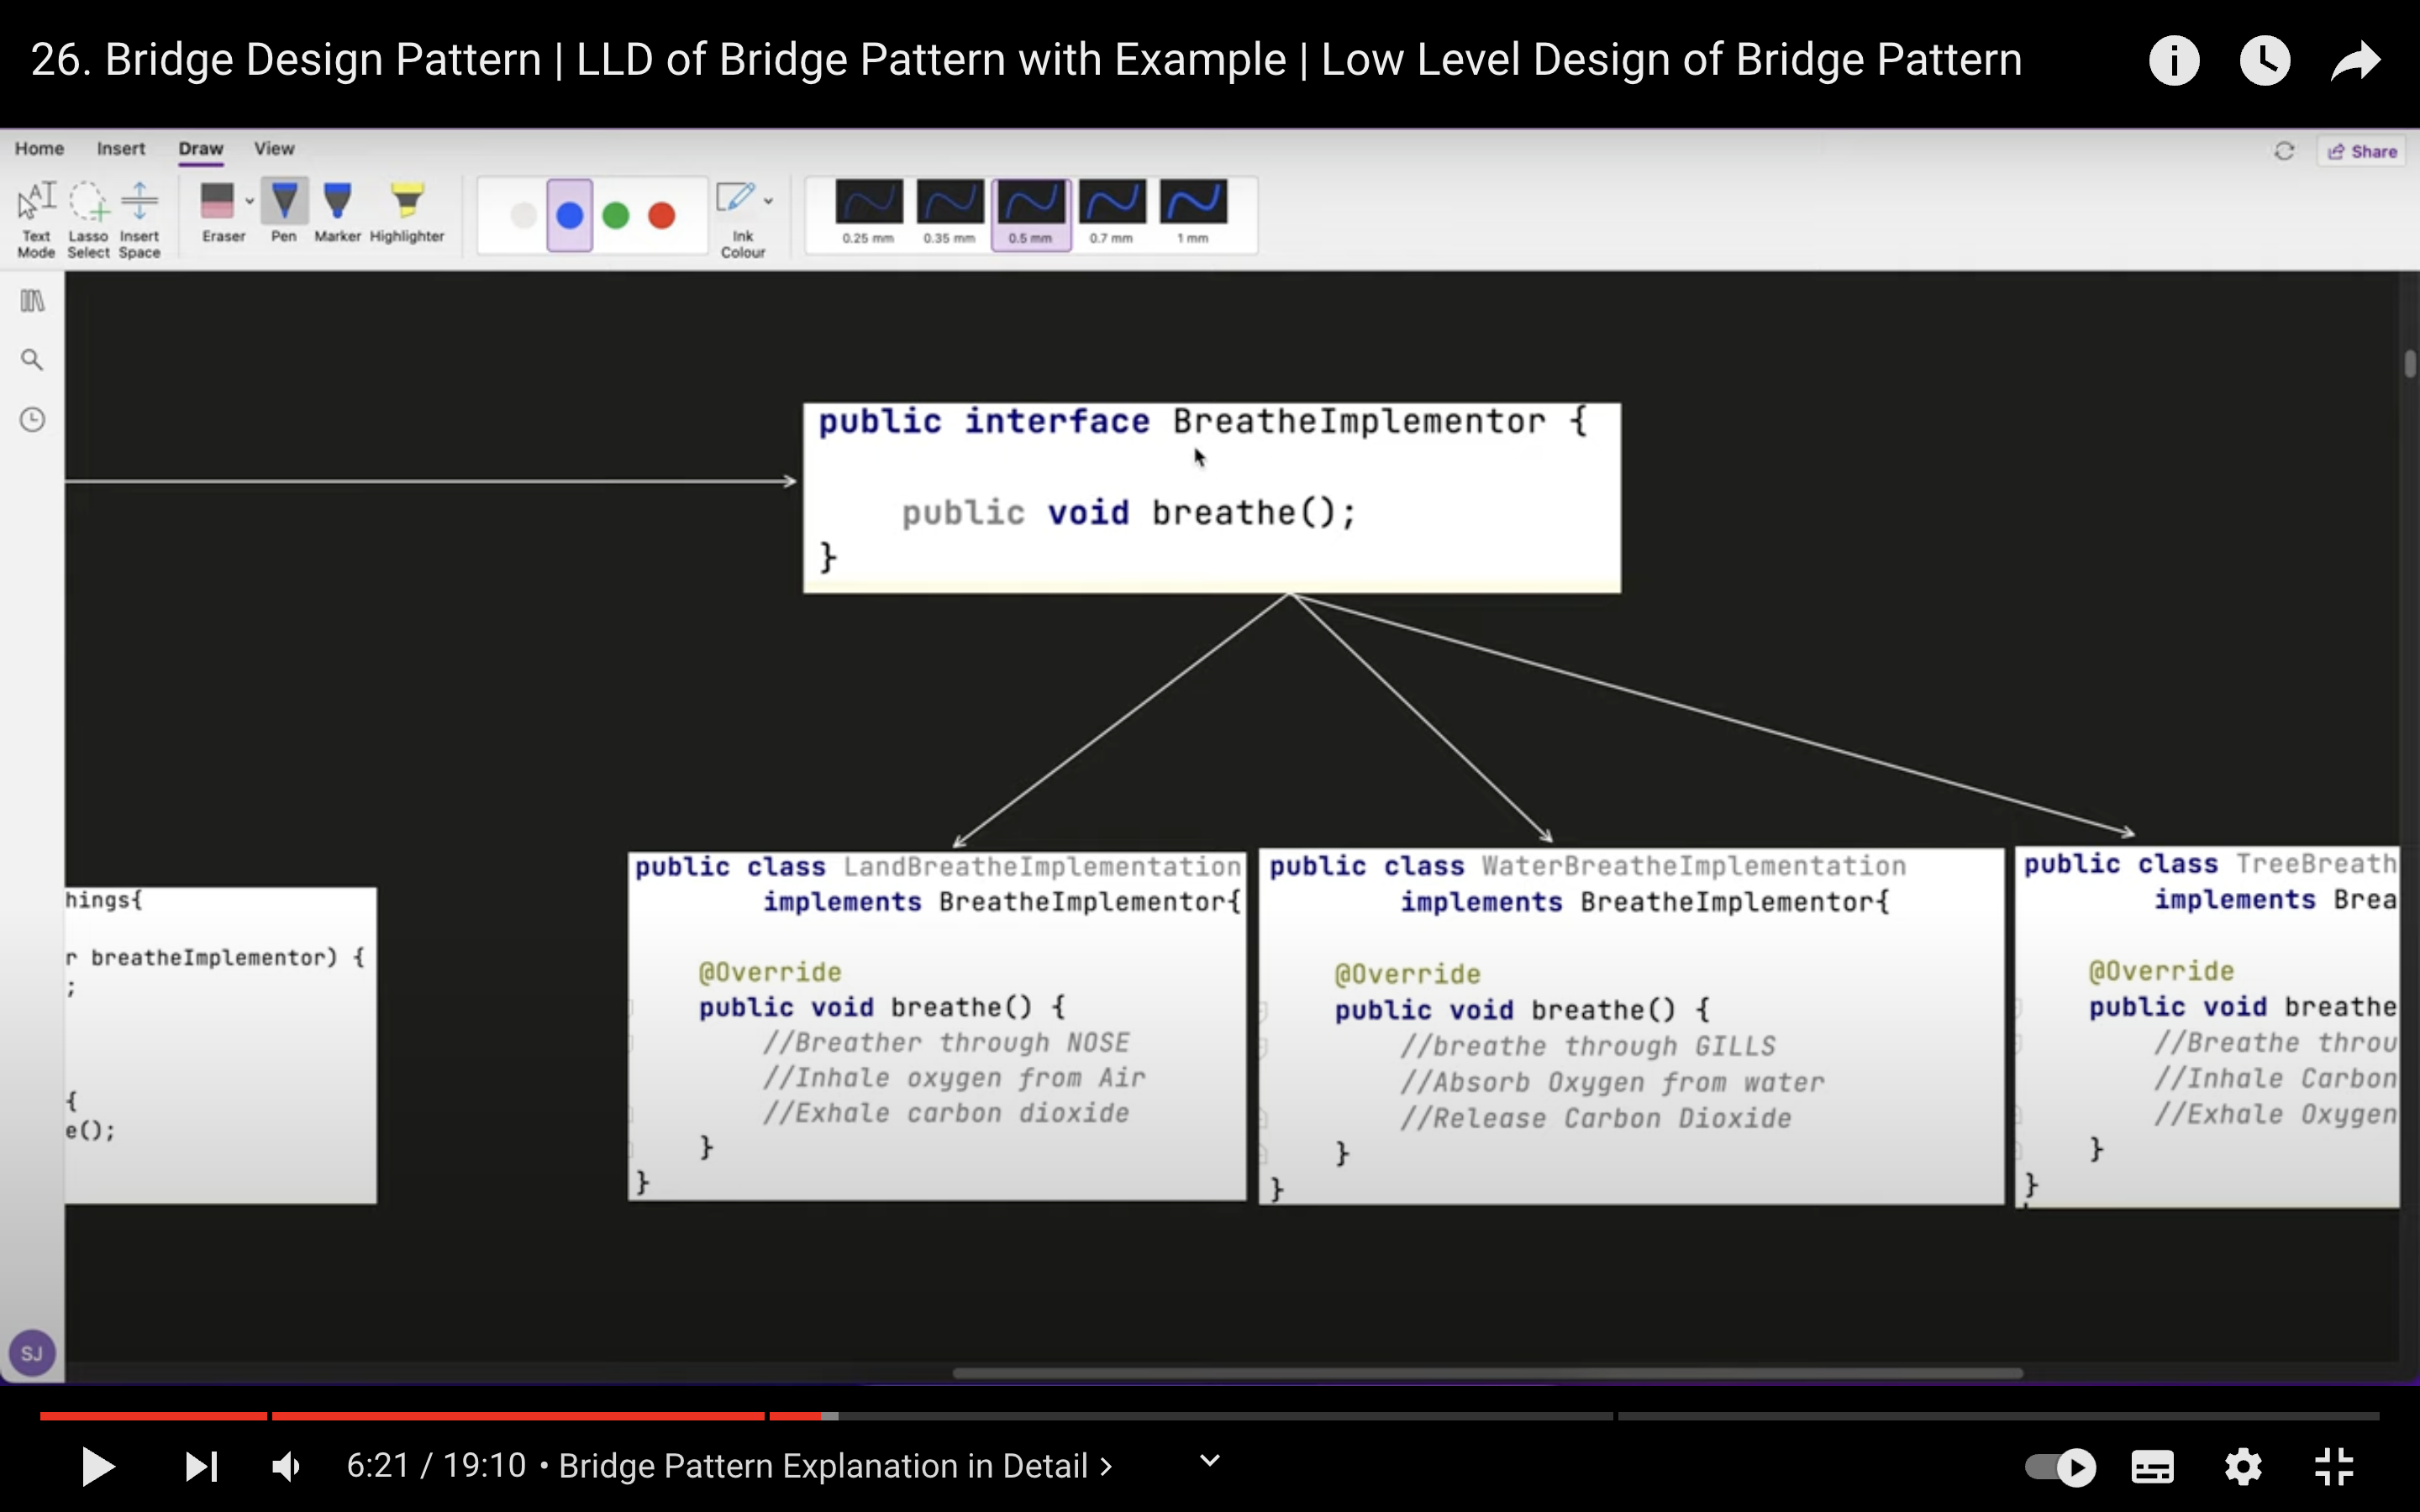 26. Bridge Design Pattern | LLD of Bridge Pattern with Example | Low Level Design of Bridge Pattern
Home Insert Draw View
Share
Text Mode
Lasso Select
Insert Space
Eraser
Pen
Marker
Highlighter
Ink Colour
0.25 mm
0.35 mm
0.5 mm
0.7 mm
1 mm
public interface BreatheImplementor {
public void breathe();
}
hings{
r breatheImplementor) {
;
{
e();
public class LandBreatheImplementation
implements BreatheImplementor{
@Override
public void breathe() {
//Breather through NOSE
//Inhale oxygen from Air
//Exhale carbon dioxide
}
}
public class WaterBreatheImplementation
implements BreatheImplementor{
@Override
public void breathe() {
//breathe through GILLS
//Absorb Oxygen from water
//Release Carbon Dioxide
}
}
public class TreeBreath
implements Brea
@Override
public void breathe
//Breathe throu
//Inhale Carbon
//Exhale Oxygen
}
}
SJ
6:21 / 19:10 • Bridge Pattern Explanation in Detail >